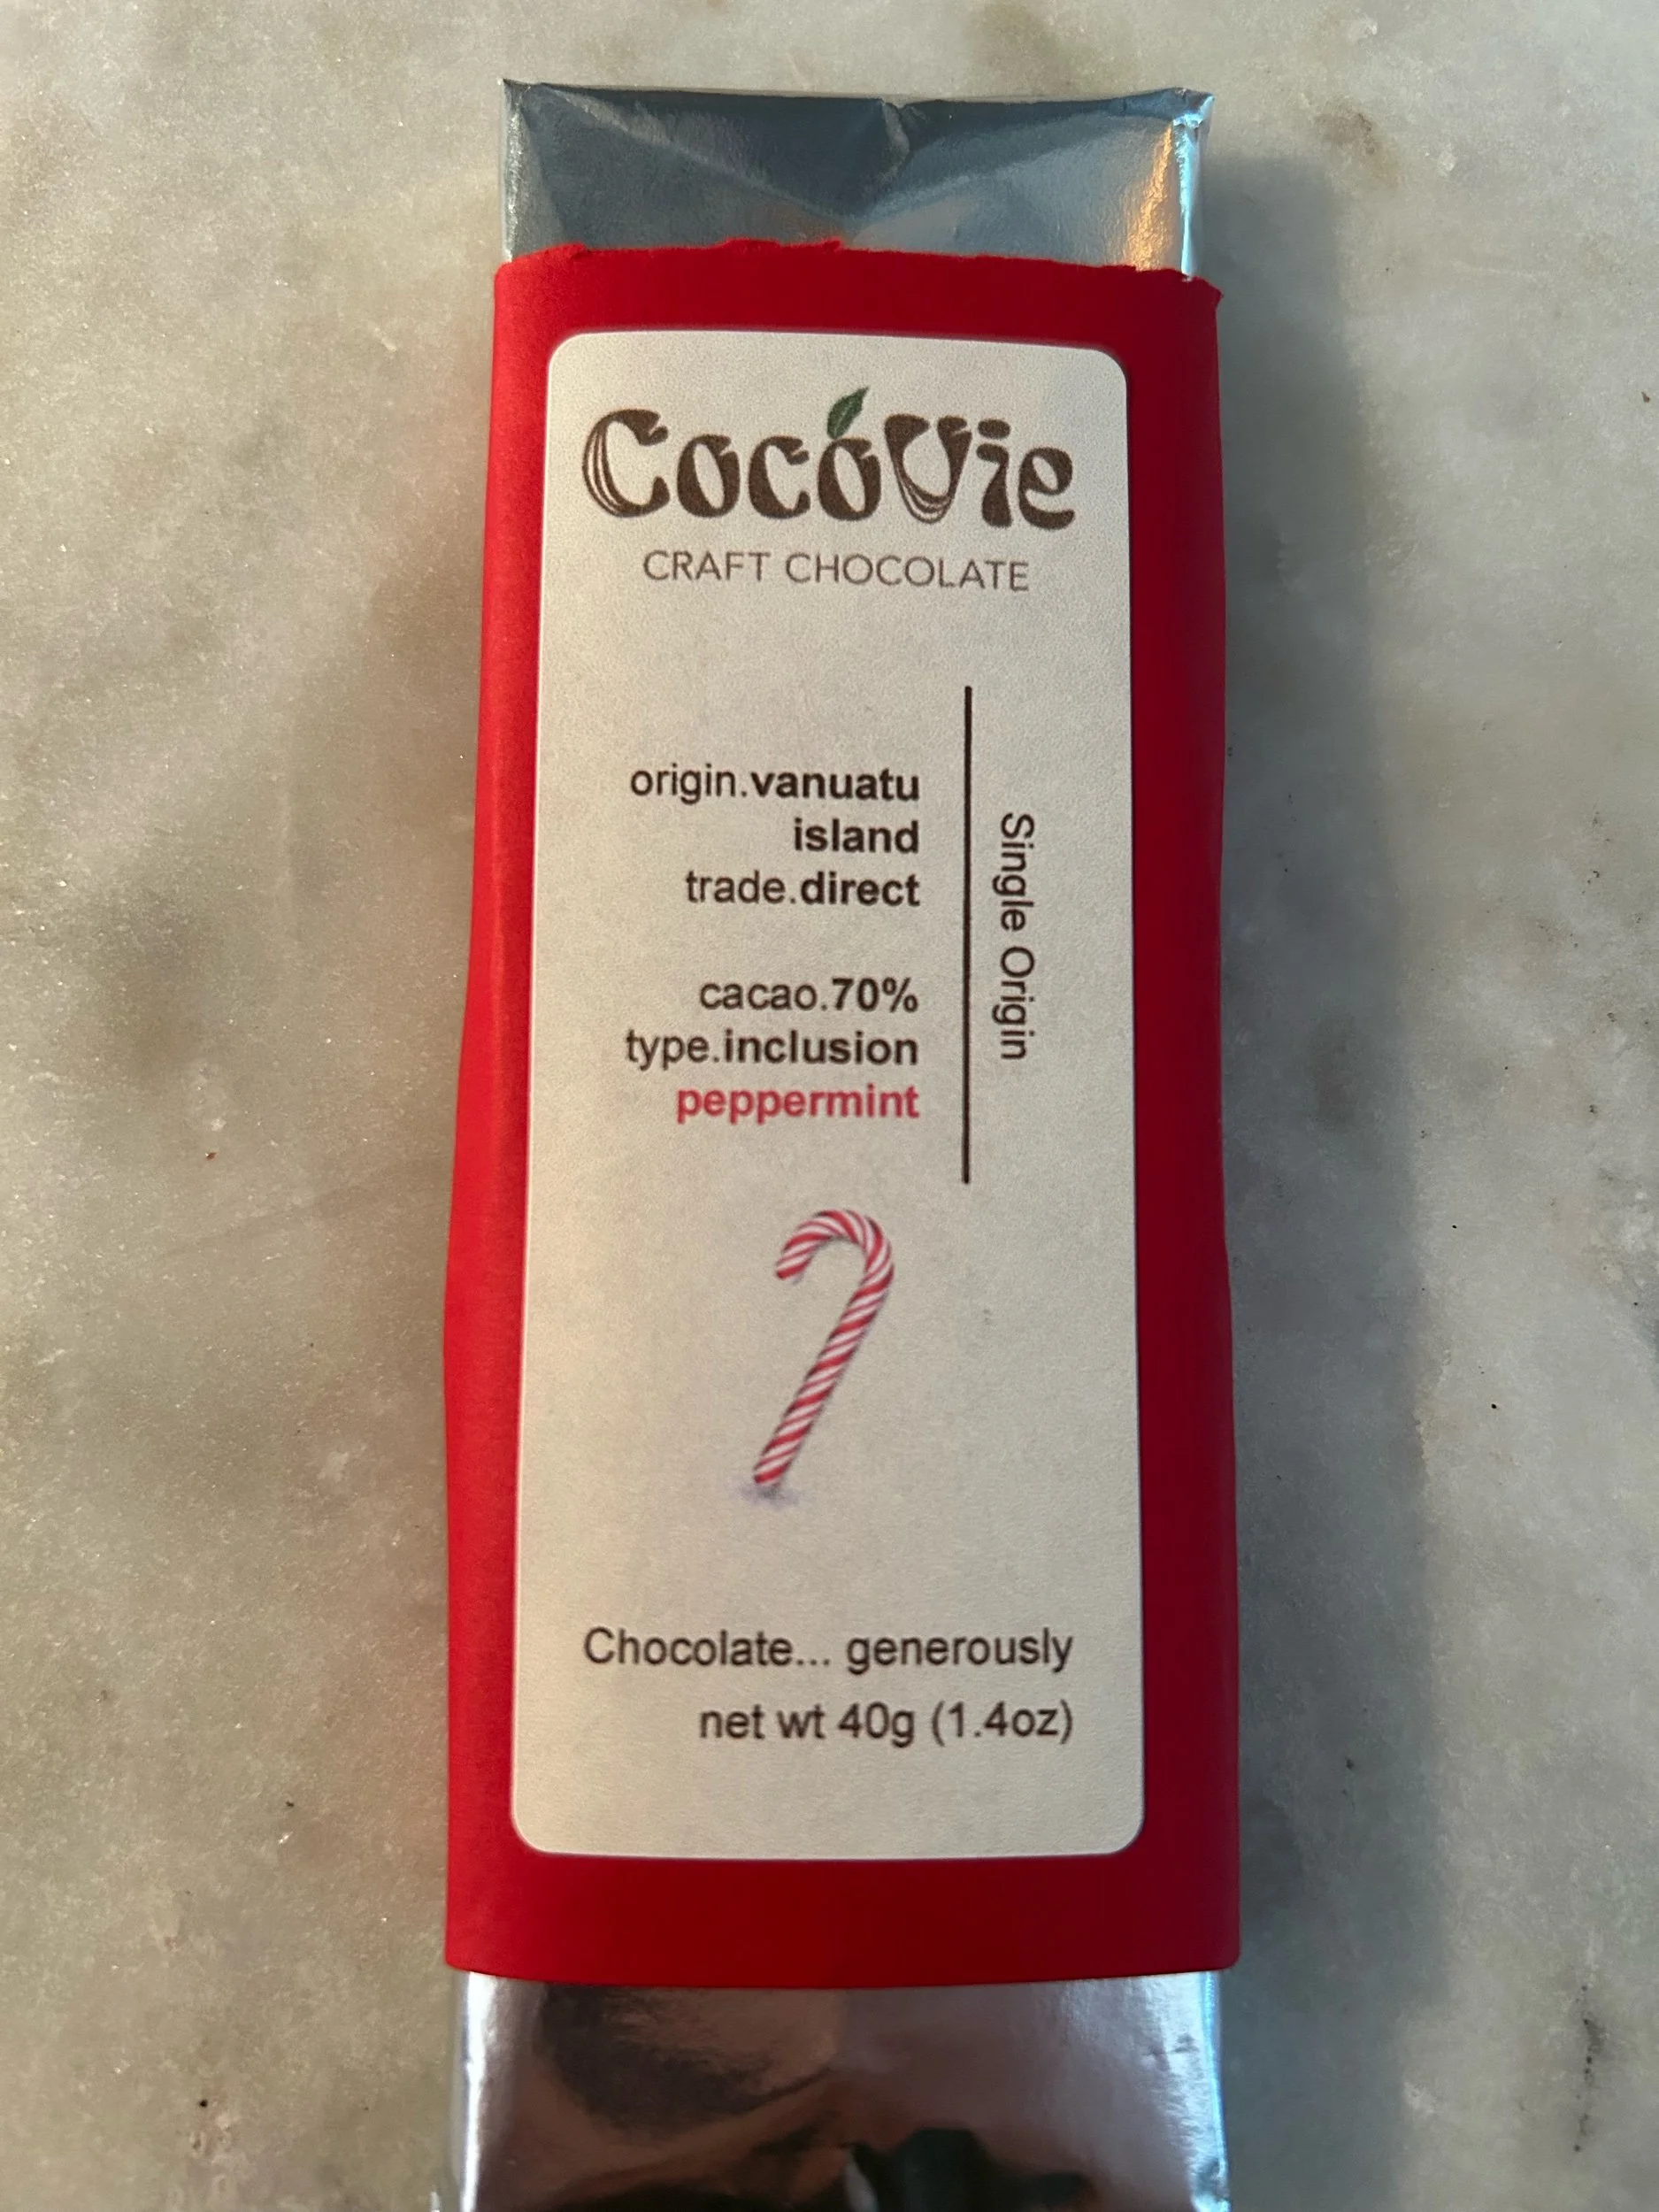 CocoVie
CRAFT CHOCOLATE
origin.vanuatu
island
trade.direct
cacao.70%
type.inclusion
peppermint
Single Origin
Chocolate... generously
net wt 40g (1.4oz)